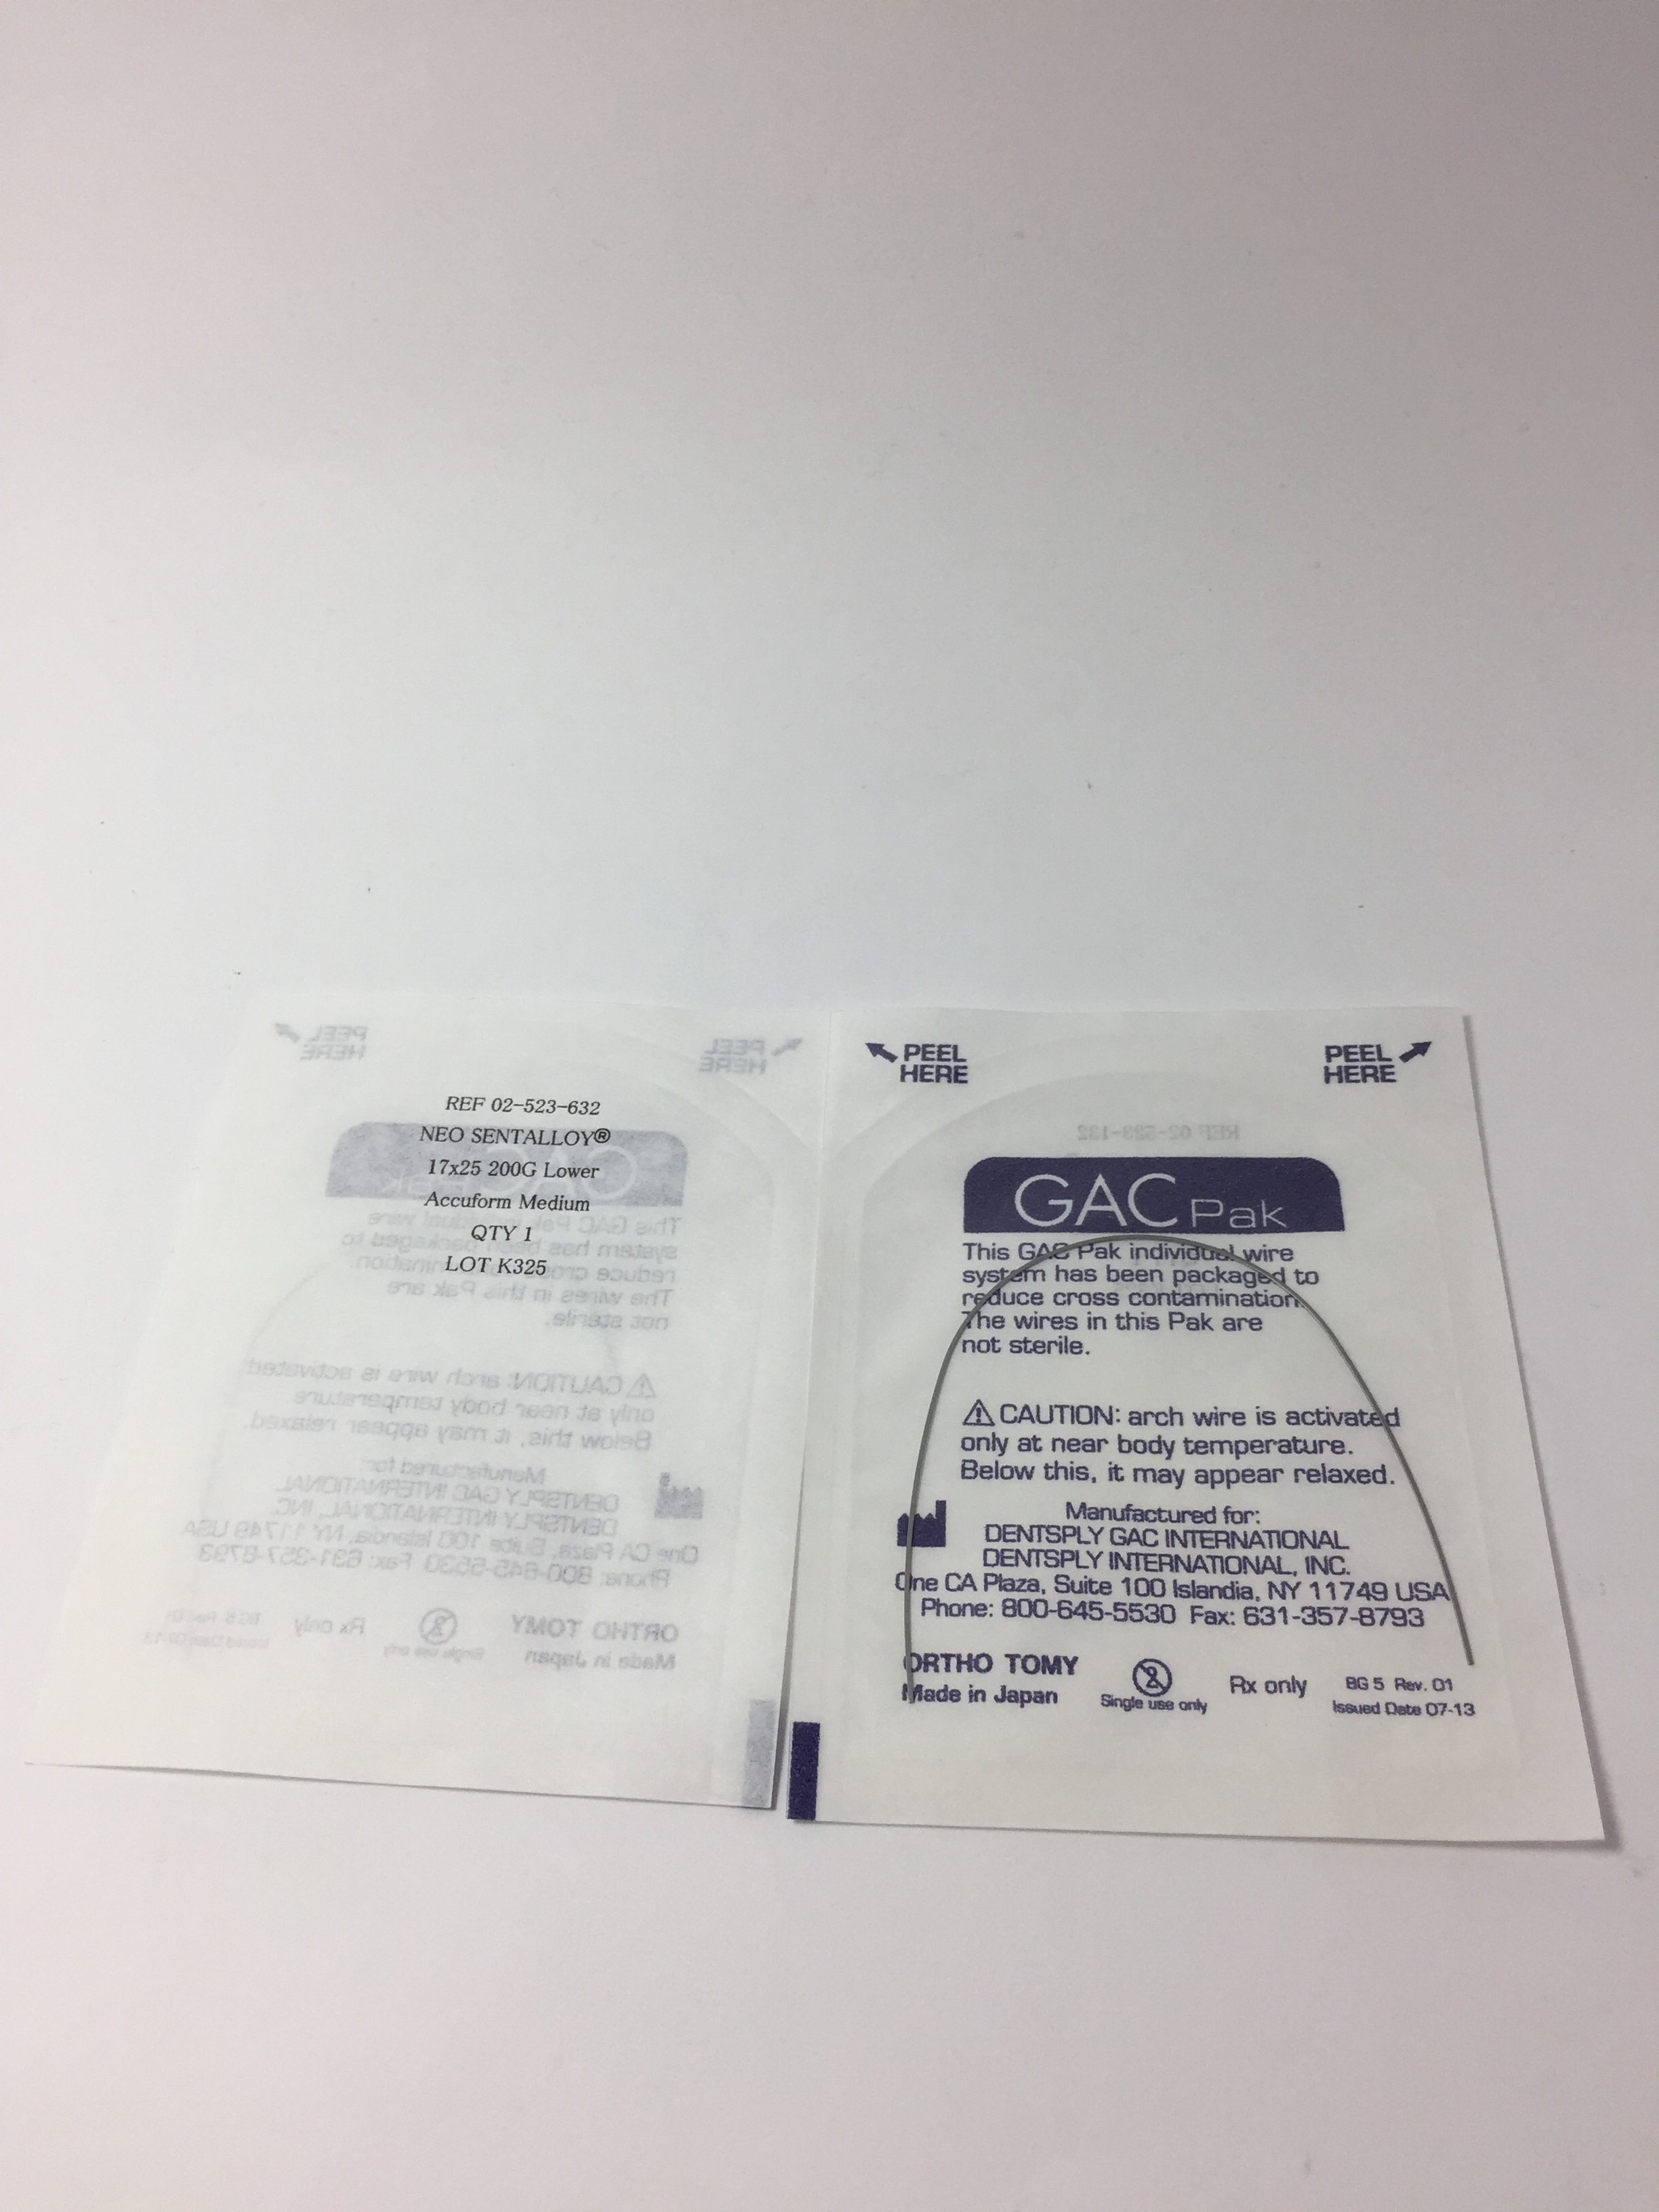 REF 02-523-632
NEO SENTALLOY®
17x25 200G Lower
Accuform Medium
QTY 1
LOT K325
PEEL
HERE
PEEL
HERE
GAC Pak
This GAC Pak individual wire
system has been packaged to
reduce cross contamination.
The wires in this Pak are
not sterile.
CAUTION: arch wire is activated
only at near body temperature.
Below this, it may appear relaxed.
Manufactured for:
DENTSPLY GAC INTERNATIONAL
DENTSPLY INTERNATIONAL, INC.
One CA Plaza, Suite 100 Islandia, NY 11749 USA
Phone: 800-645-5530 Fax: 631-357-8793
ORTHO TOMY
Made in Japan
2
Single use only
Rx only
BG 5 Rev. 01
Issued Date 07-13